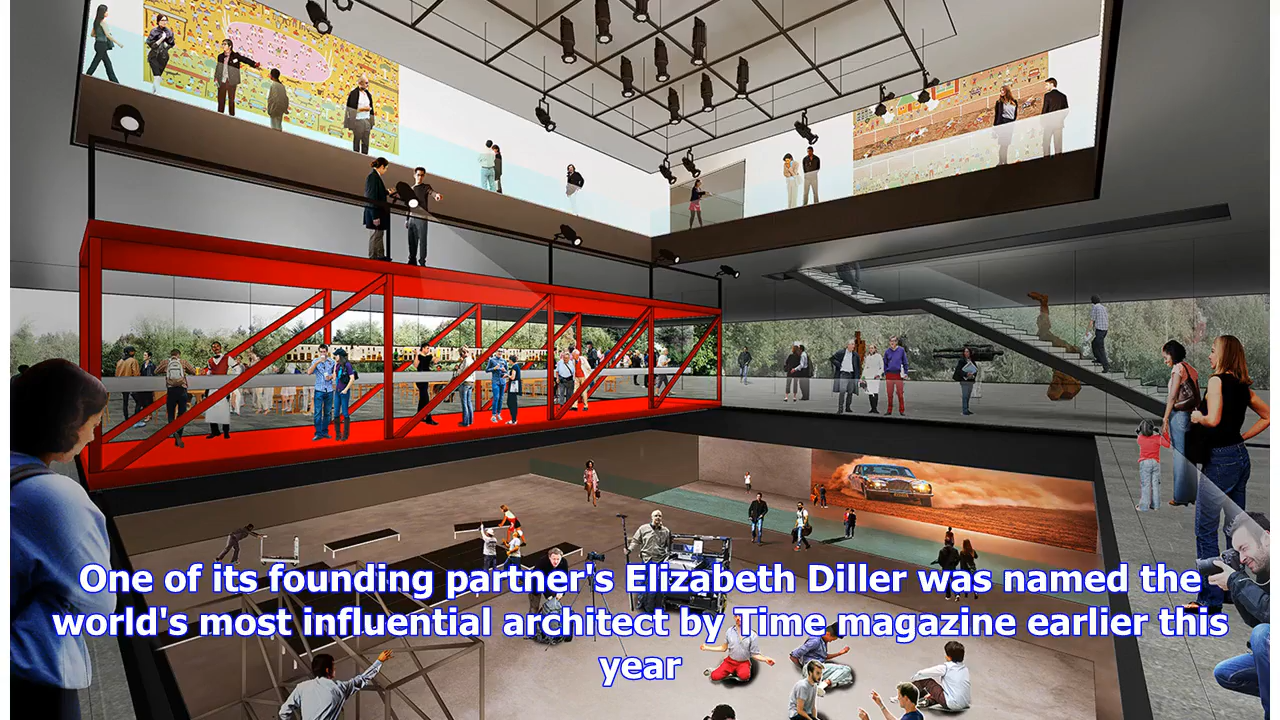 One of its founding partner's Elizabeth Diller was named the
world's most influential architect by Time magazine earlier this
year